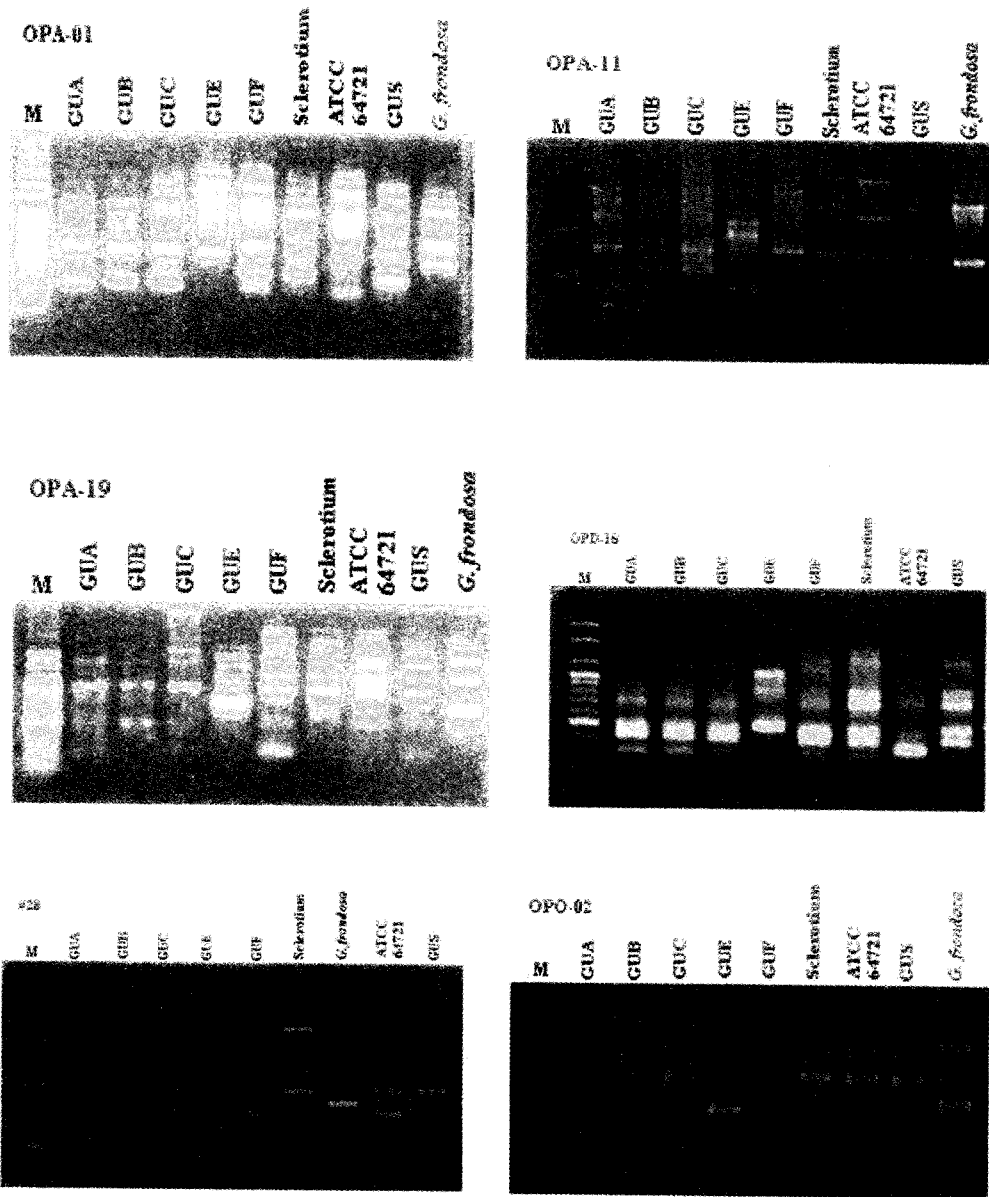 OPA-01
M GUA GUB GUC GUE GUF Sclerotium ATCC 64721 GUS G. frondosa
OPA-11
M GUA GUB GUC GUE GUF Sclerotium ATCC 64721 GUS G. frondosa
OPA-19
M GUA GUB GUC GUE GUF Sclerotium ATCC 64721 GUS G. frondosa
M GUA GUB GUC GUE GUF Sclerotium ATCC 64721 GUS
#28
M GUA GUB GUC GUE GUF Sclerotium G. frondosa ATCC 64721 GUS
OPO-02
M GUA GUB GUC GUE GUF Sclerotium ATCC 64721 GUS G. frondosa